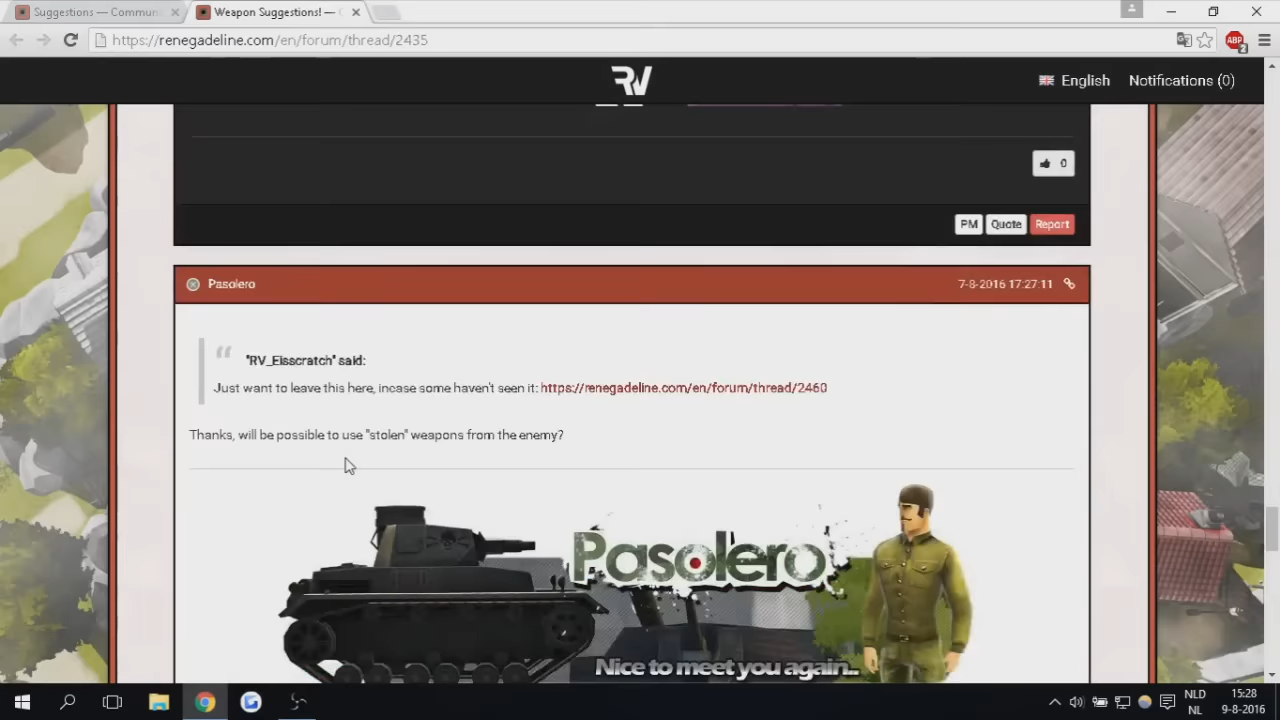 Suggestions — Commun
Weapon Suggestions! —
https://renegadeline.com/en/forum/thread/2435
ABP
2
RV
English
Notifications (0)
0
PM
Quote
Report
Pasolero
7-8-2016 17:27:11
"RV_Eisscratch" said:
Just want to leave this here, incase some haven't seen it: https://renegadeline.com/en/forum/thread/2460
Thanks, will be possible to use "stolen" weapons from the enemy?
Pasolero
Nice to meet you again..
NLD
NL
15:28
9-8-2016